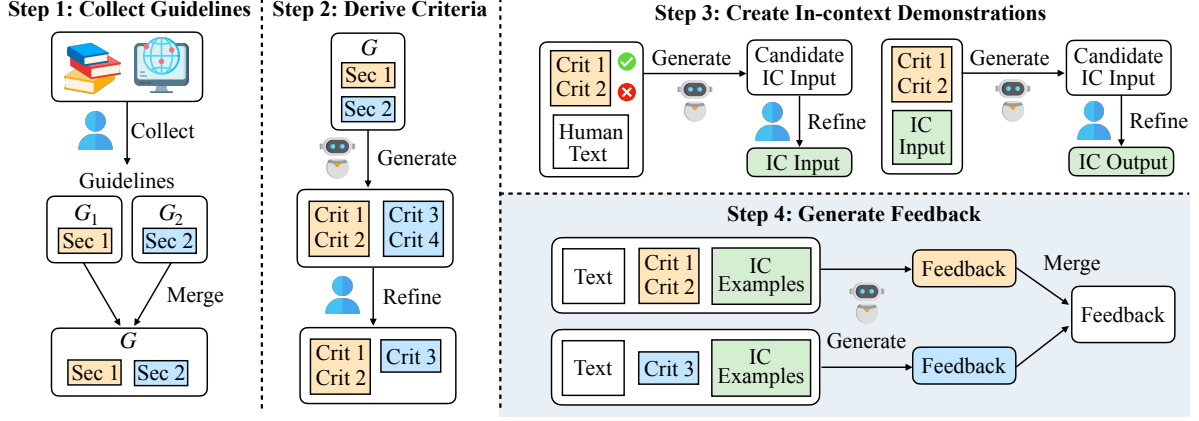 Step 1: Collect Guidelines
Collect
Guidelines
G₁
Sec 1
G₂
Sec 2
Merge
G
Sec 1
Sec 2
Step 2: Derive Criteria
G
Sec 1
Sec 2
Generate
Crit 1
Crit 2
Crit 3
Crit 4
Refine
Crit 1
Crit 2
Crit 3
Step 3: Create In-context Demonstrations
Crit 1
Crit 2
Human
Text
Generate
Candidate
IC Input
Refine
IC Input
Crit 1
Crit 2
IC
Input
Generate
Candidate
IC Input
Refine
IC Output
Step 4: Generate Feedback
Text
Crit 1
Crit 2
IC
Examples
Feedback
Merge
Feedback
Generate
Text
Crit 3
IC
Examples
Feedback